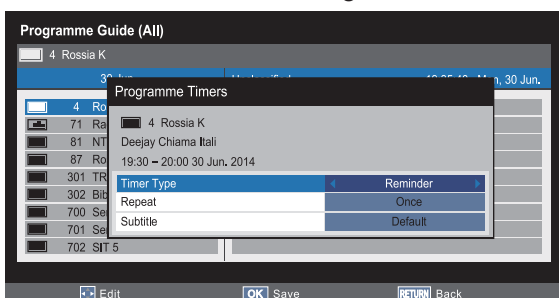 Programme Guide (All)
4 Rossia K
Mon, 30 Jun.
Programme Timers
4 Rossia K
Deejay Chiama Itali
19:30 – 20:00 30 Jun. 2014
Timer Type Reminder
Repeat Once
Subtitle Default
4 Ro
71 Ra
81 NT
87 Ro
301 TR
302 Bib
700 Se
701 Se
702 SIT 5
Edit OK Save RETURN Back